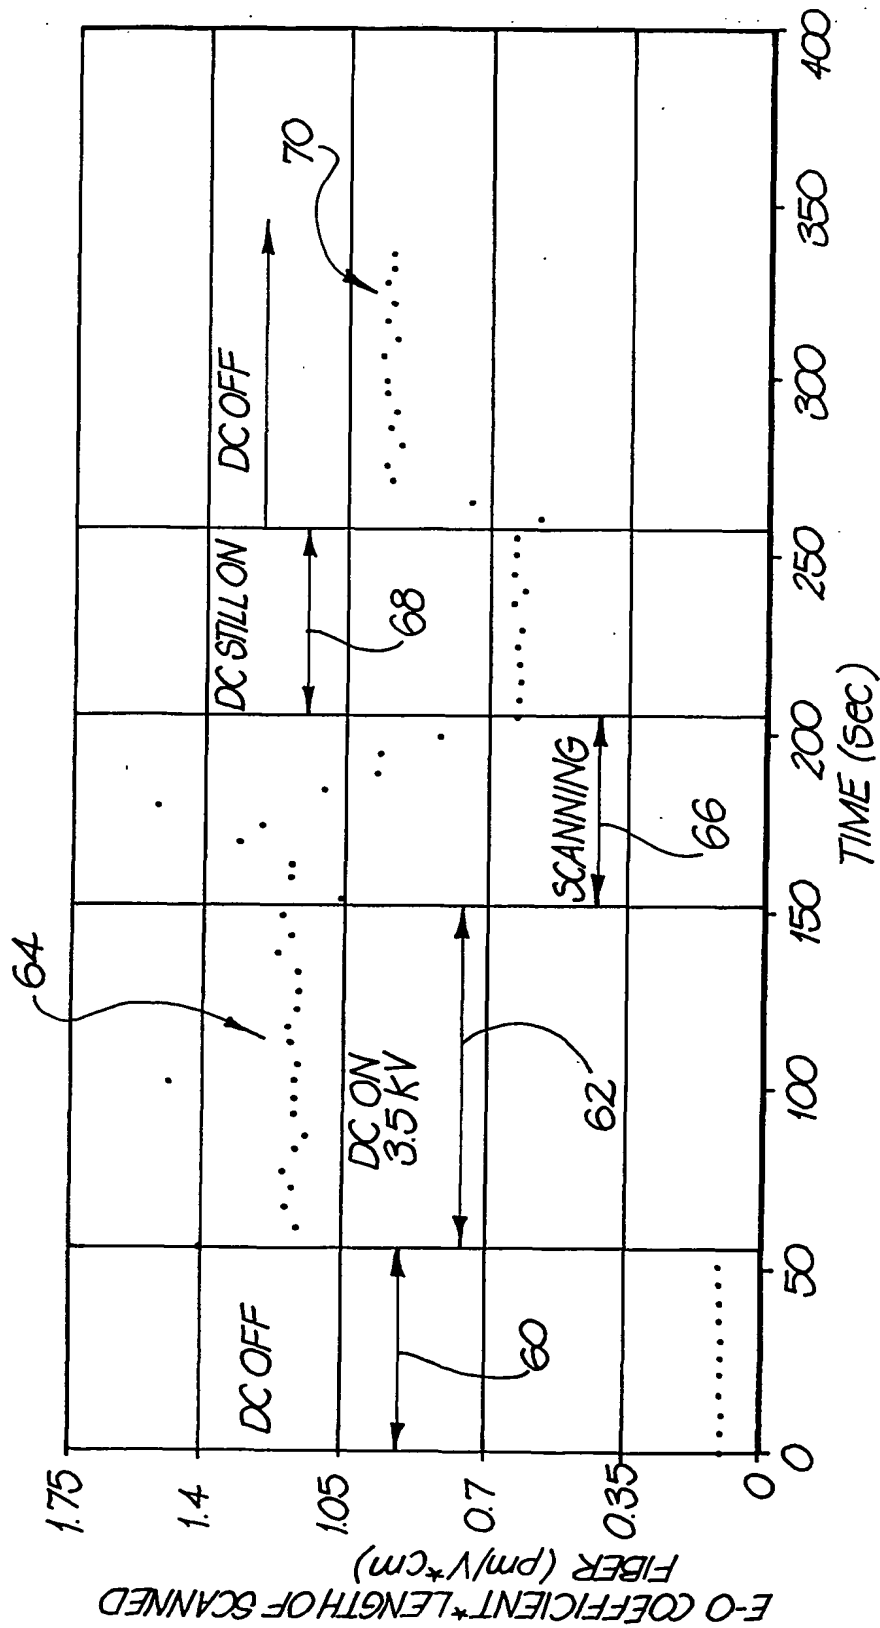 E-O COEFFICIENT*LENGTH OF SCANNED
FIBER (pm/V*cm)
1.75
1.4
1.05
0.7
0.35
0
0
50
100
150
200
250
300
350
400
TIME (sec)
DC OFF
60
64
DC ON
3.5 KV
62
SCANNING
66
DC STILL ON
68
DC OFF
70